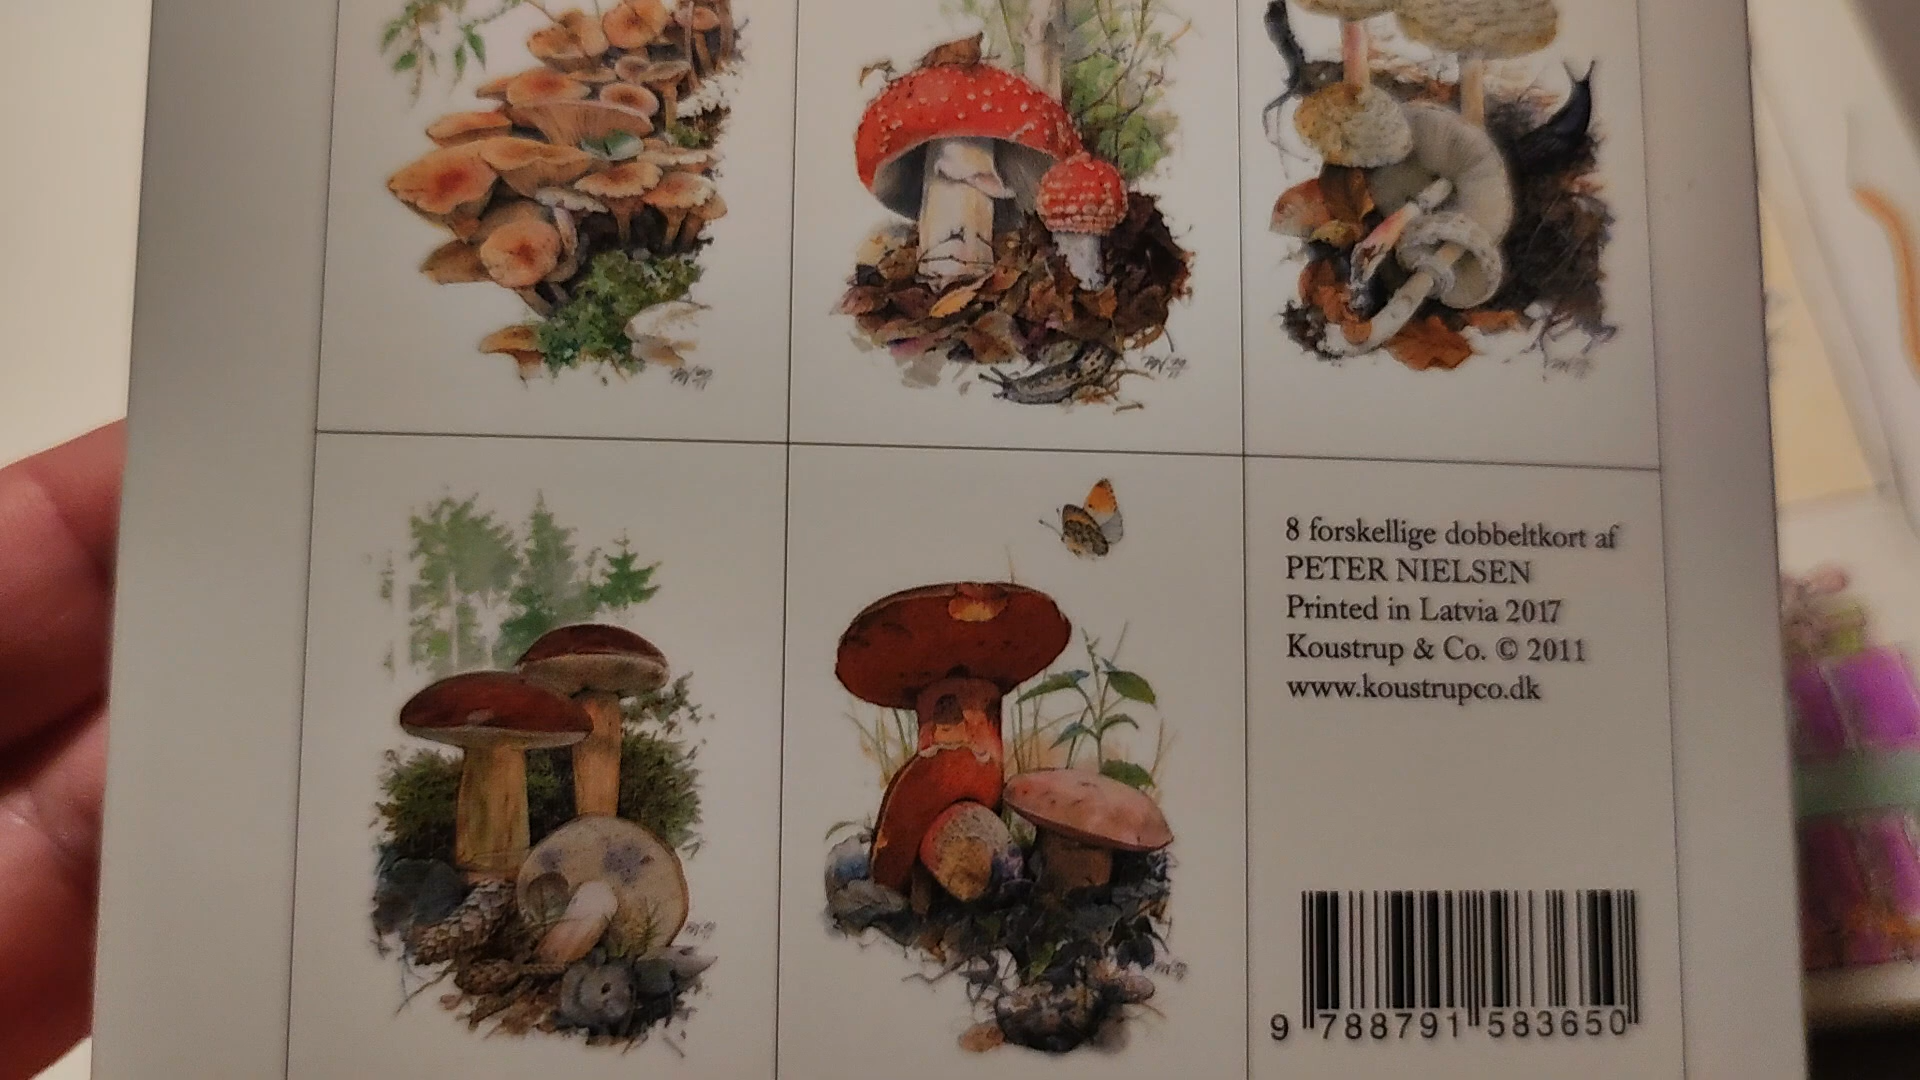 8 forskellige dobbeltkort af
PETER NIELSEN
Printed in Latvia 2017
Koustrup & Co. © 2011
www.koustrupco.dk
9 788791 583650